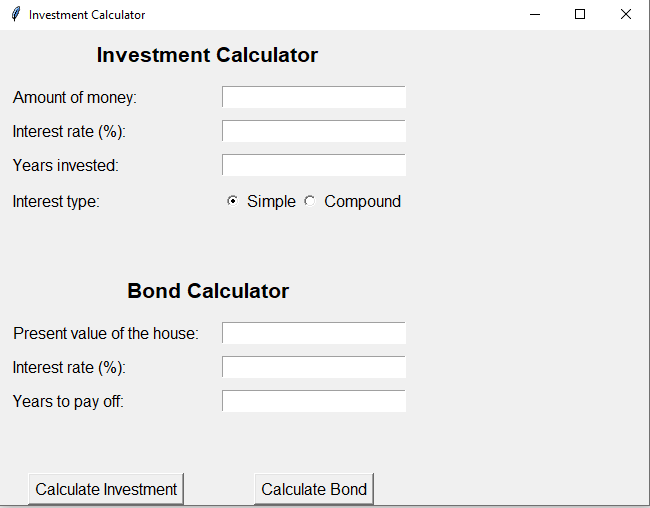 Investment Calculator
Investment Calculator
Amount of money:
Interest rate (%):
Years invested:
Interest type: Simple Compound
Bond Calculator
Present value of the house:
Interest rate (%):
Years to pay off:
Calculate Investment Calculate Bond